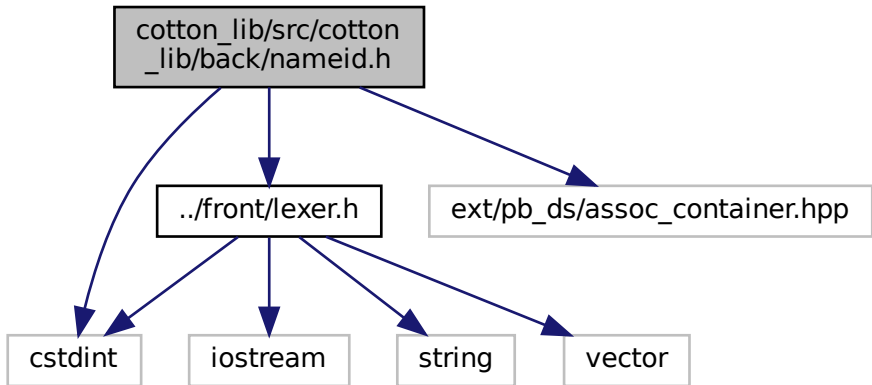 cotton_lib/src/cotton
_lib/back/nameid.h
../front/lexer.h
ext/pb_ds/assoc_container.hpp
cstdint
iostream
string
vector